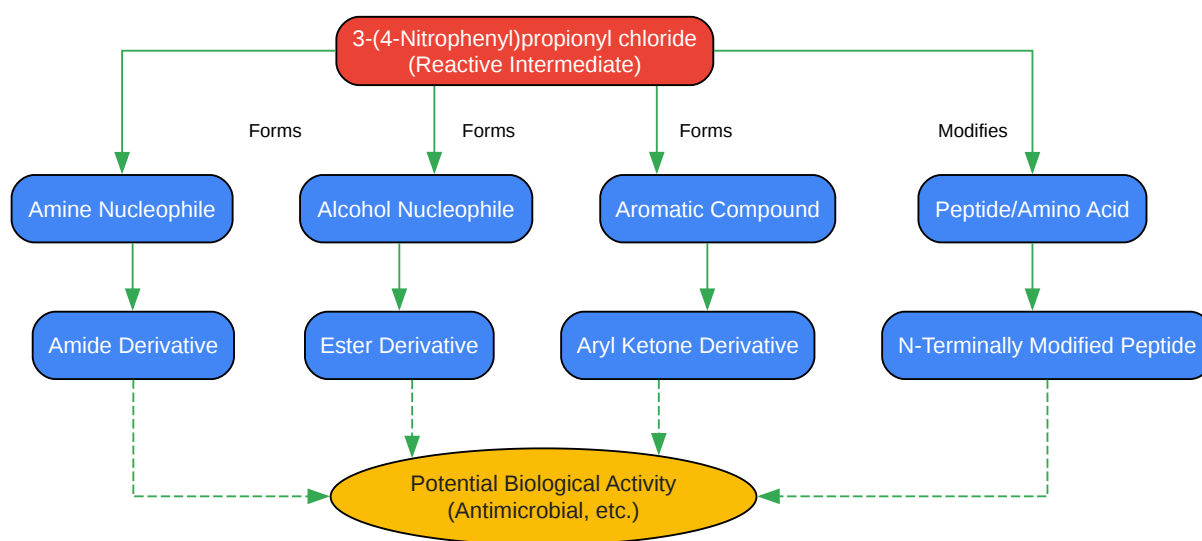 3-(4-Nitrophenyl)propionyl chloride
(Reactive Intermediate)
Forms
Forms
Forms
Modifies
Amine Nucleophile
Alcohol Nucleophile
Aromatic Compound
Peptide/Amino Acid
Amide Derivative
Ester Derivative
Aryl Ketone Derivative
N-Terminally Modified Peptide
Potential Biological Activity
(Antimicrobial, etc.)